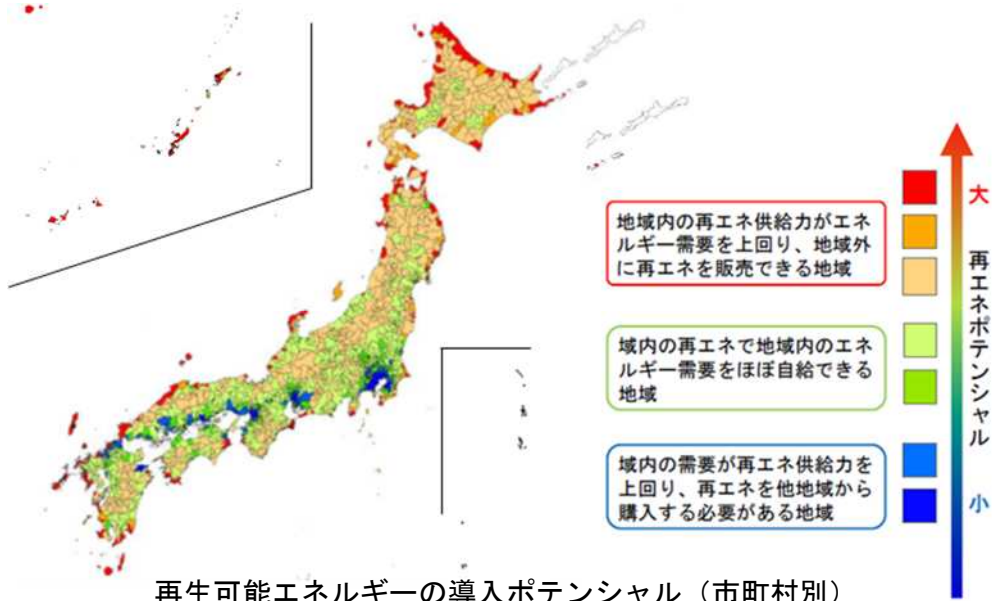 地域内の再エネ供給力がエネ
ルギー需要を上回り、地域外
に再エネを販売できる地域
域内の再エネで地域内のエネ
ルギー需要をほぼ自給できる
地域
域内の需要が再エネ供給力を
上回り、再エネを他地域から
購入する必要がある地域
大
再エネポテンシャル
小
再生可能エネルギーの導入ポテンシャル（市町村別）